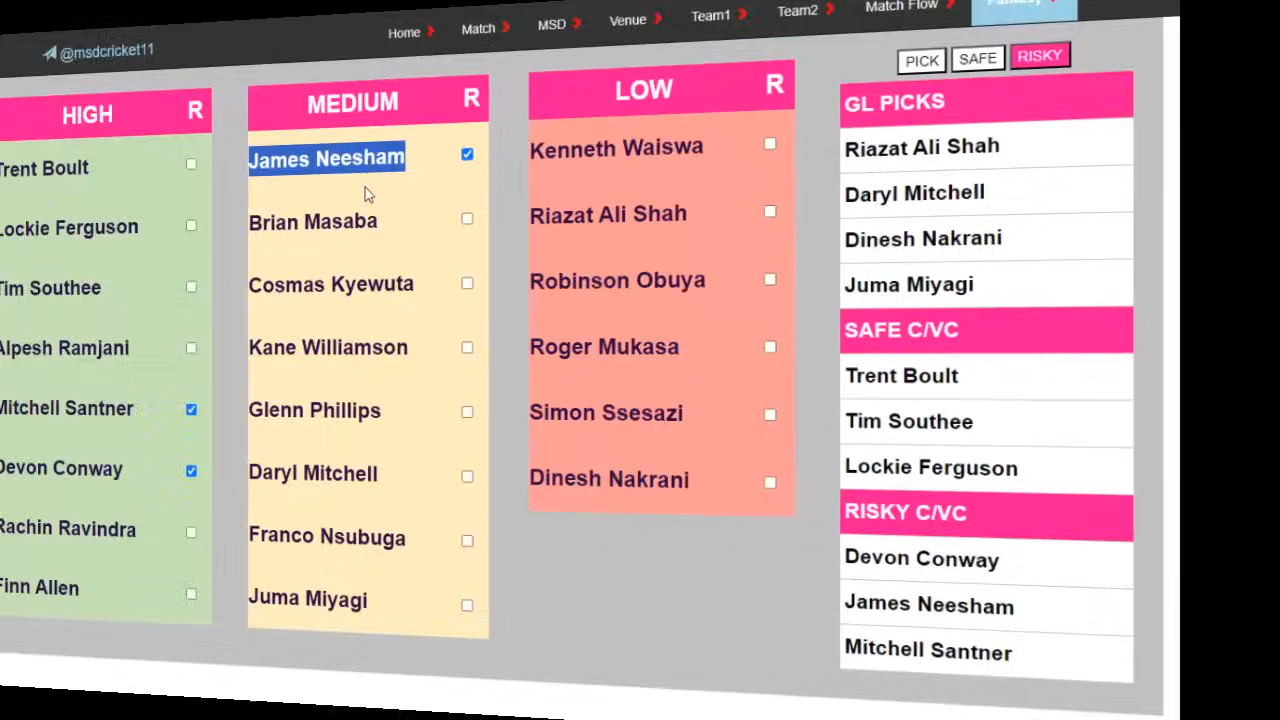 Home
Match
MSD
Venue
Team1
Team2
Match Flow
Fantasy
@msdcricket11
PICK
SAFE
RISKY
HIGH R
Trent Boult
Lockie Ferguson
Tim Southee
Alpesh Ramjani
Mitchell Santner
Devon Conway
Rachin Ravindra
Finn Allen
MEDIUM R
James Neesham
Brian Masaba
Cosmas Kyewuta
Kane Williamson
Glenn Phillips
Daryl Mitchell
Franco Nsubuga
Juma Miyagi
LOW R
Kenneth Waiswa
Riazat Ali Shah
Robinson Obuya
Roger Mukasa
Simon Ssesazi
Dinesh Nakrani
GL PICKS
Riazat Ali Shah
Daryl Mitchell
Dinesh Nakrani
Juma Miyagi
SAFE C/VC
Trent Boult
Tim Southee
Lockie Ferguson
RISKY C/VC
Devon Conway
James Neesham
Mitchell Santner